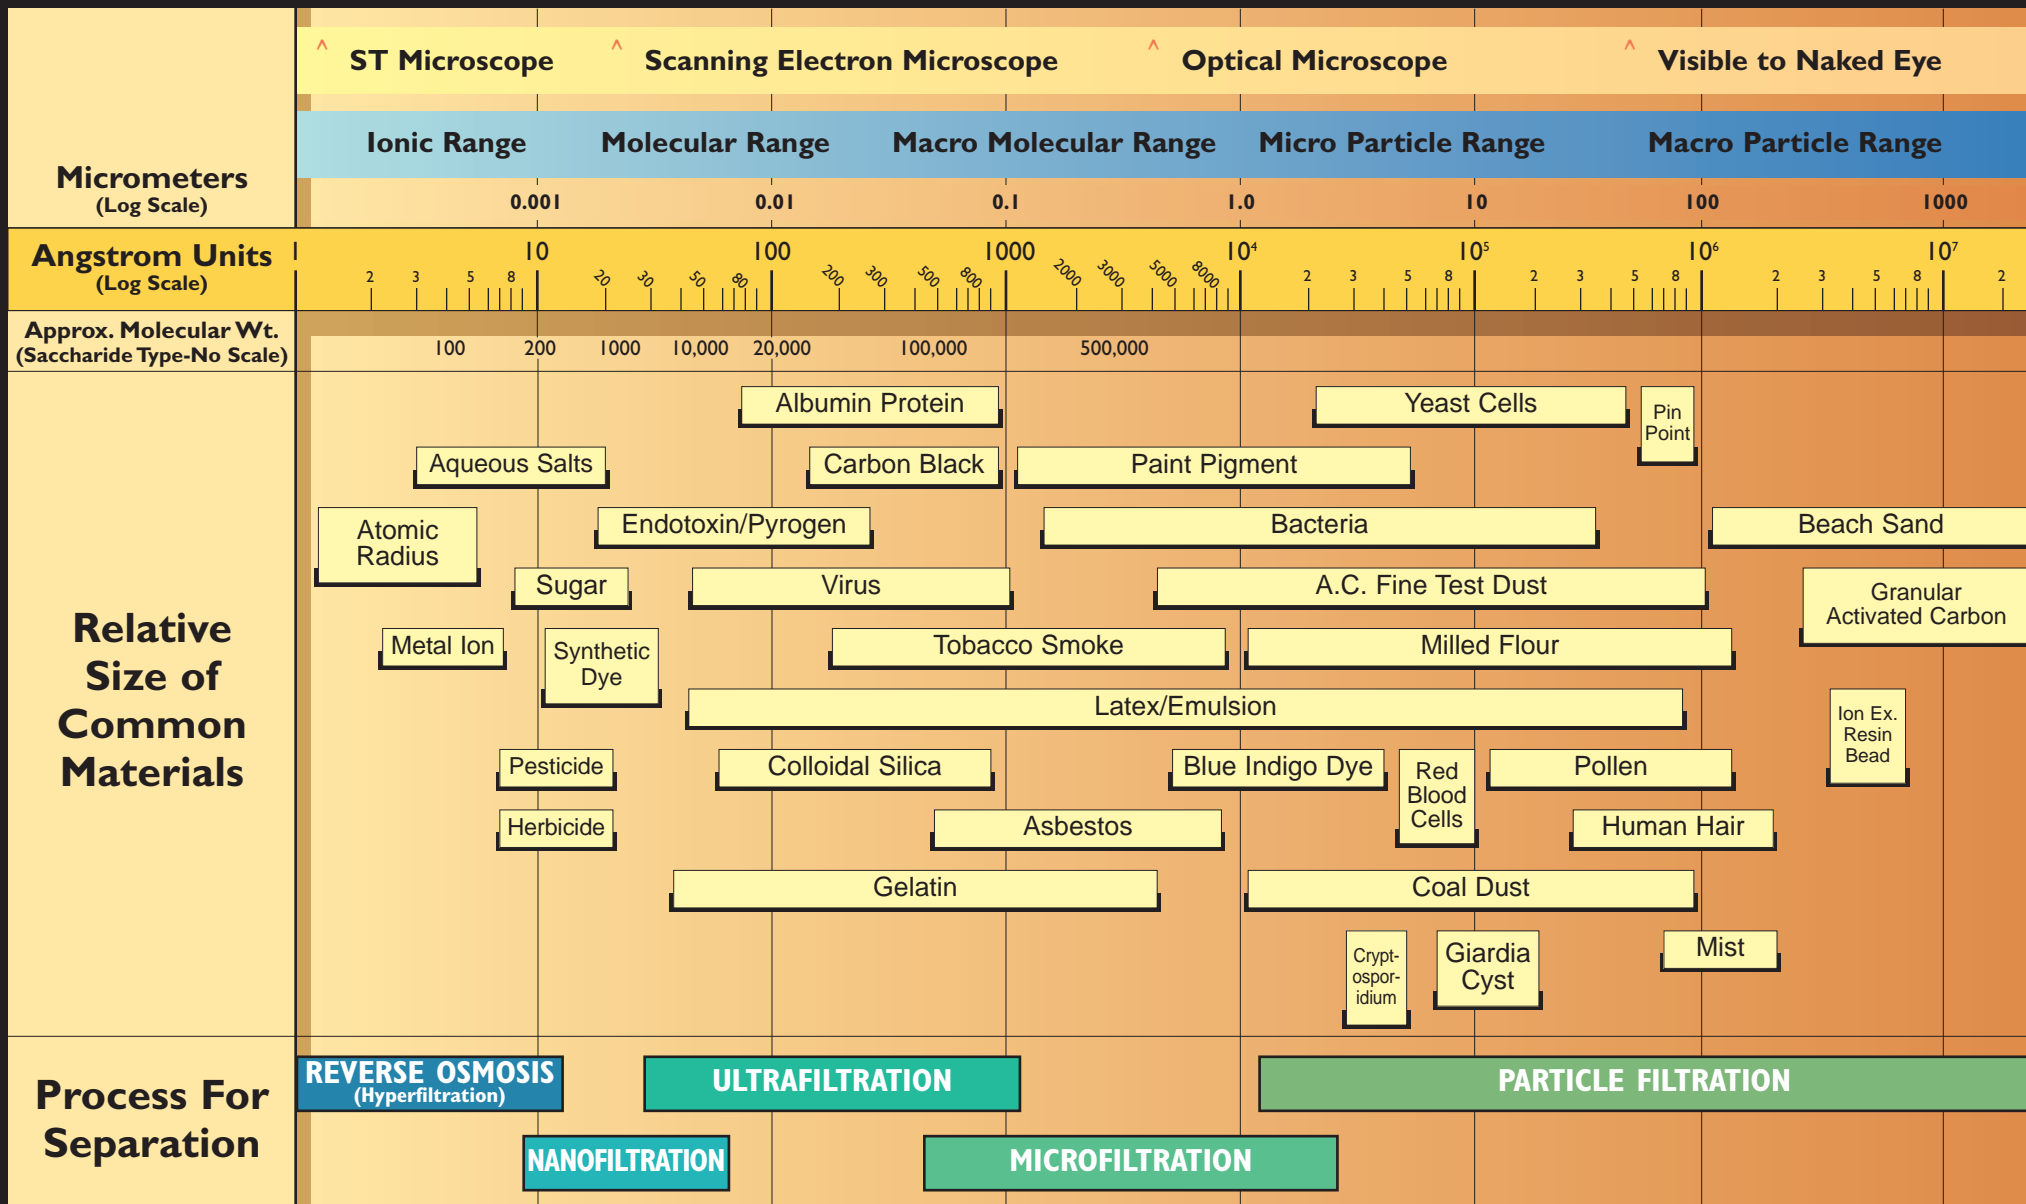 ST Microscope Scanning Electron Microscope Optical Microscope Visible to Naked Eye
Ionic Range Molecular Range Macro Molecular Range Micro Particle Range Macro Particle Range
Micrometers
(Log Scale)
0.001 0.01 0.1 1.0 10 100 1000
Angstrom Units
(Log Scale)
1 10 100 1000 10⁴ 10⁵ 10⁶ 10⁷
2 3 5 8 20 30 50 80 200 300 500 800 2000 3000 5000 8000 2 3 5 8 2 3 5 8 2 3 5 8 2
Approx. Molecular Wt.
(Saccharide Type-No Scale)
100 200 1000 10,000 20,000 100,000 500,000
Relative
Size of
Common
Materials
Albumin Protein
Yeast Cells
Pin
Point
Aqueous Salts
Carbon Black
Paint Pigment
Atomic
Radius
Endotoxin/Pyrogen
Bacteria
Beach Sand
Sugar
Virus
A.C. Fine Test Dust
Granular
Activated Carbon
Metal Ion
Synthetic
Dye
Tobacco Smoke
Milled Flour
Latex/Emulsion
Ion Ex.
Resin
Bead
Pesticide
Colloidal Silica
Blue Indigo Dye
Red
Blood
Cells
Pollen
Herbicide
Asbestos
Human Hair
Gelatin
Coal Dust
Crypt-
ospor-
idium
Giardia
Cyst
Mist
Process For
Separation
REVERSE OSMOSIS
(Hyperfiltration)
ULTRAFILTRATION
PARTICLE FILTRATION
NANOFILTRATION
MICROFILTRATION